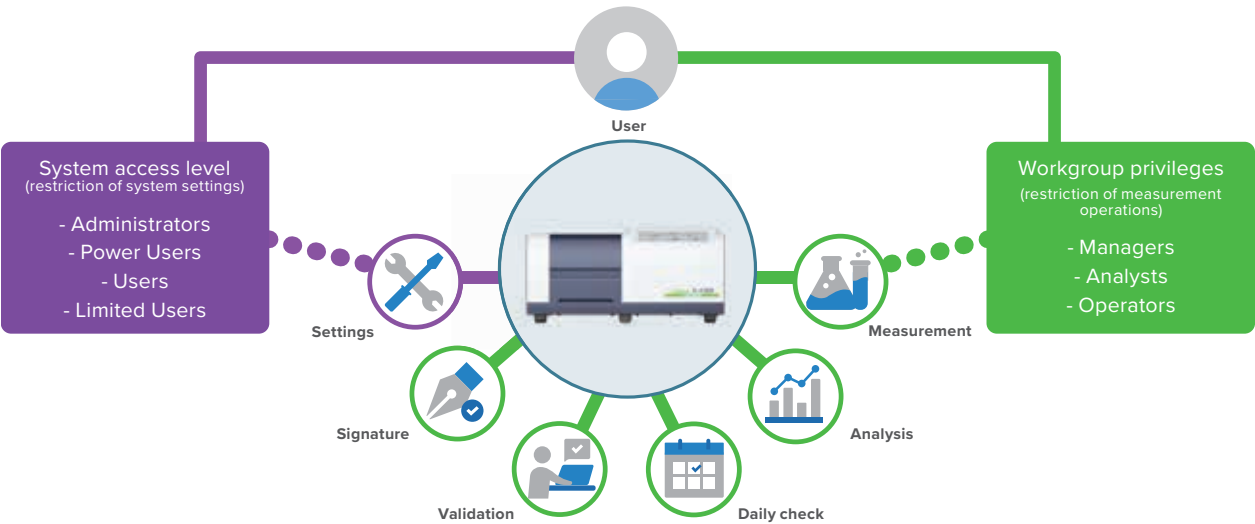 User
System access level
(restriction of system settings)
- Administrators
- Power Users
- Users
- Limited Users
Workgroup privileges
(restriction of measurement
operations)
- Managers
- Analysts
- Operators
Settings
Measurement
Signature
Analysis
Validation
Daily check